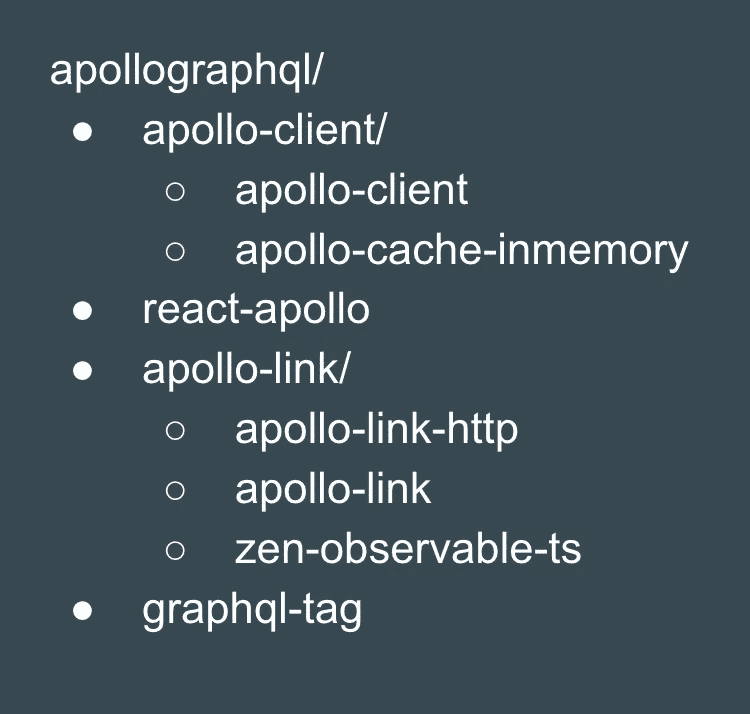 apollographql/
● apollo-client/
○ apollo-client
○ apollo-cache-inmemory
● react-apollo
● apollo-link/
○ apollo-link-http
○ apollo-link
○ zen-observable-ts
● graphql-tag